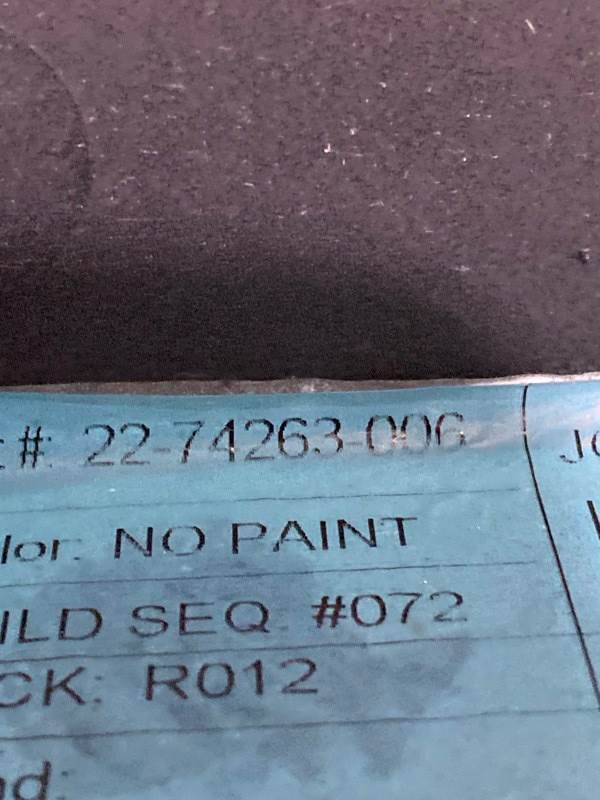 #: 22-74263-006
lor: NO PAINT
ILD SEQ. #072
CK: R012
nd: